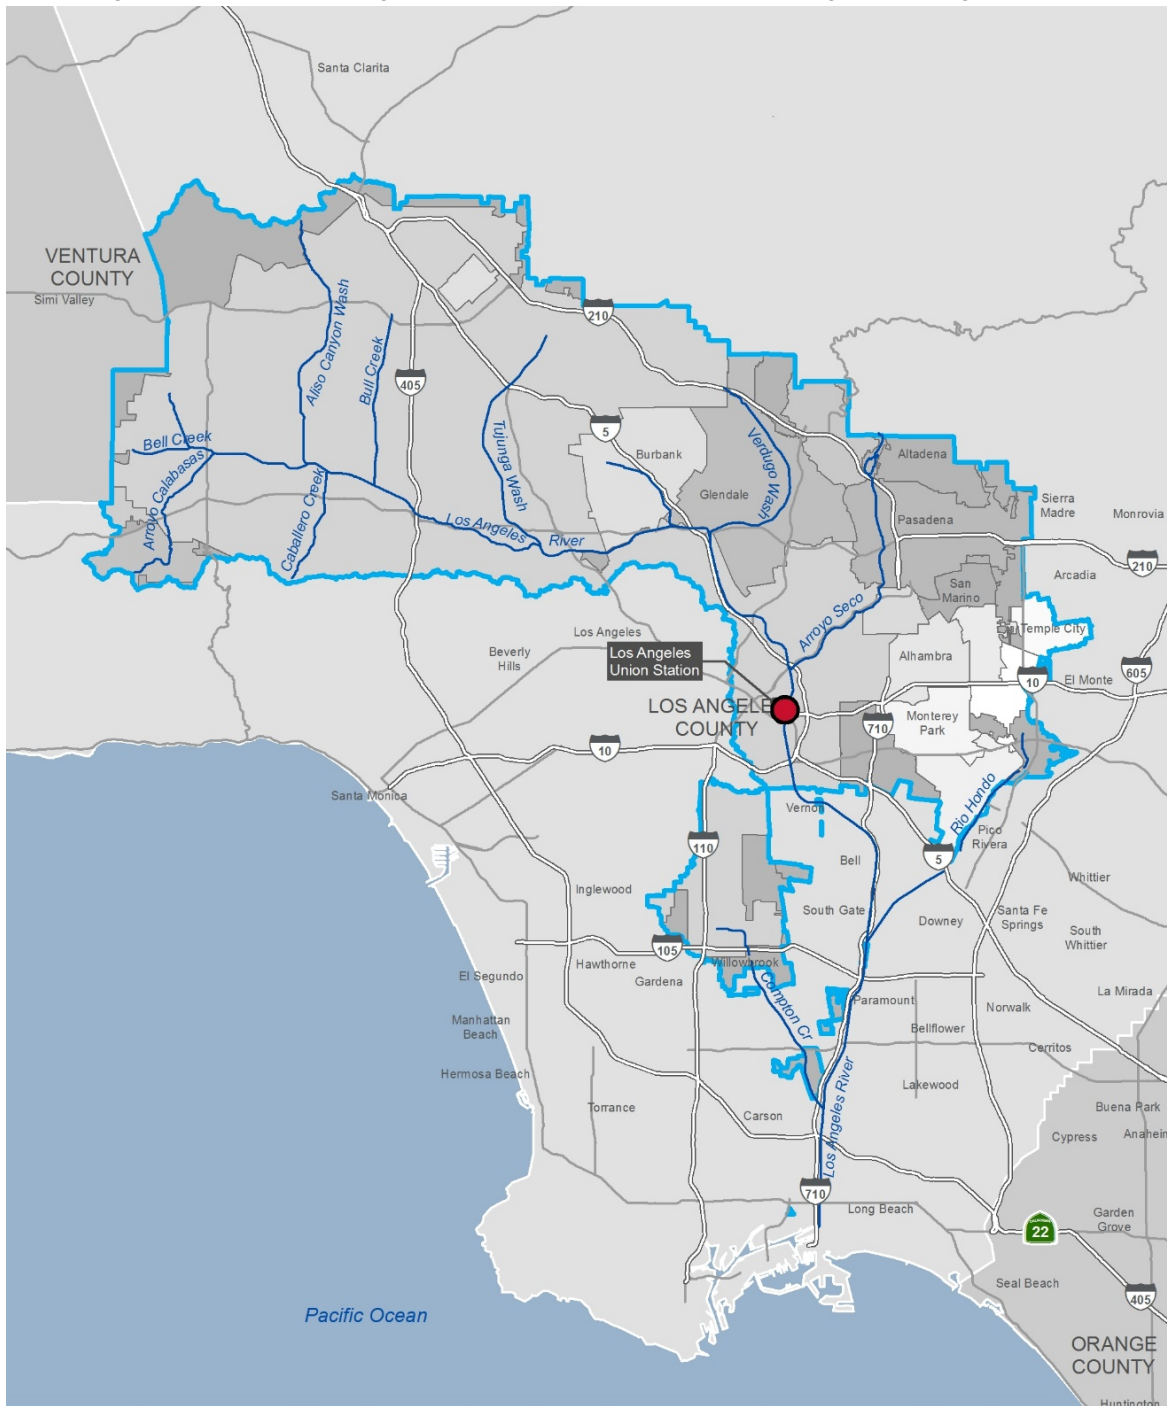 Santa Clarita
VENTURA
COUNTY
Simi Valley
210
Aliso Canyon Wash
Bull Creek
405
5
Tujunga Wash
Verdugo Wash
Burbank
Glendale
Bell Creek
Arroyo Calabasas
Caballero Creek
Los Angeles
River
Altadena
Pasadena
Sierra
Madre
Monrovia
210
Arcadia
San
Marino
Arroyo Seco
Temple City
Los Angeles
Beverly
Hills
Los Angeles
Union Station
Alhambra
10
El Monte
605
LOS ANGELE
COUNTY
710
Monterey
Park
10
Santa Monica
Vernon
Rio Hondo
Pico
Rivera
110
5
Bell
Whittier
Inglewood
South Gate
Downey
Santa Fe
Springs
South
Whittier
105
Hawthorne
Willowbrook
Gardena
El Segundo
Compton Cr
Paramount
Norwalk
La Mirada
Manhattan
Beach
Bellflower
Cerritos
Hermosa Beach
Lakewood
Torrance
Carson
Los Angeles River
Buena Park
Cypress
Anaheim
710
Long Beach
Garden
Grove
CALIFORNIA
22
Seal Beach
405
Pacific Ocean
ORANGE
COUNTY